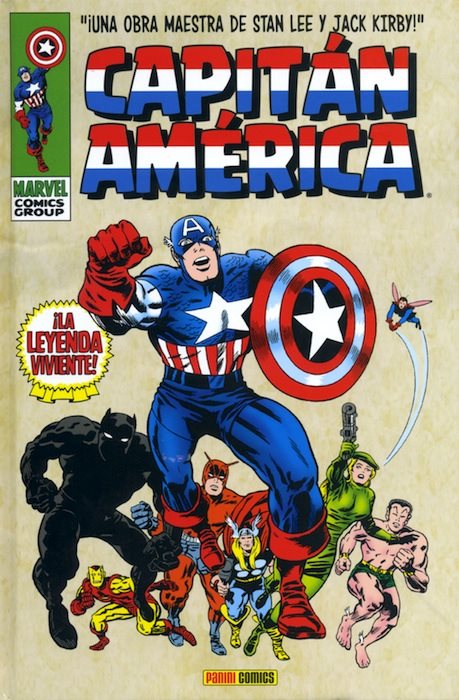 "¡UNA OBRA MAESTRA DE STAN LEE Y JACK KIRBY!"
CAPITÁN
AMÉRICA®
MARVEL
COMICS
GROUP
¡LA
LEYENDA
VIVIENTE!
A
PANINI COMICS